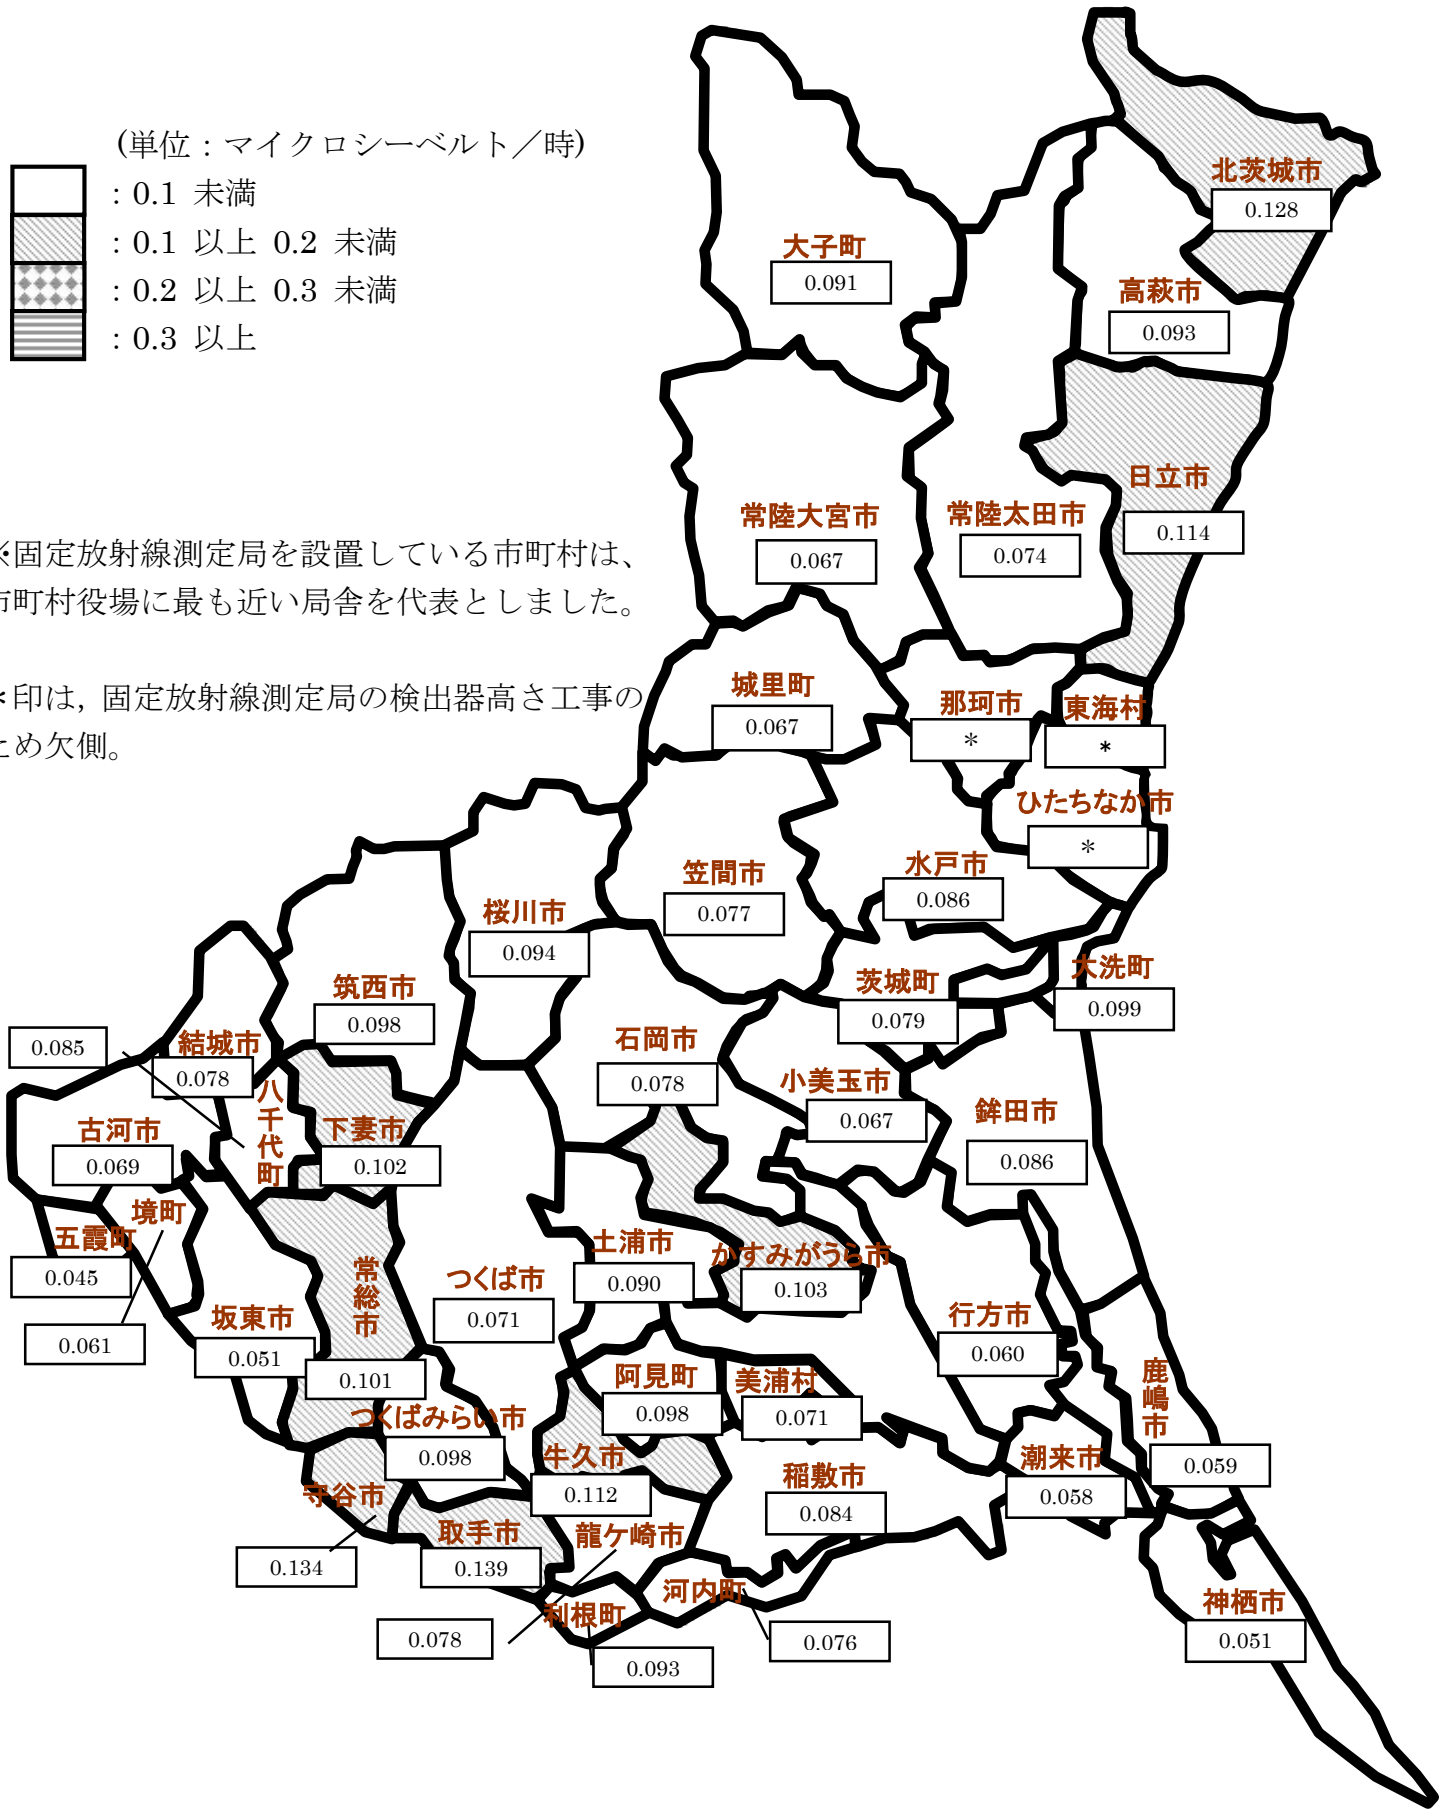 (単位：マイクロシーベルト／時)
: 0.1 未満
: 0.1 以上 0.2 未満
: 0.2 以上 0.3 未満
: 0.3 以上
※固定放射線測定局を設置している市町村は、
市町村役場に最も近い局舎を代表としました。
*印は, 固定放射線測定局の検出器高さ工事の
ため欠側。
北茨城市
0.128
大子町
0.091
高萩市
0.093
日立市
0.114
常陸大宮市
0.067
常陸太田市
0.074
城里町
0.067
那珂市
*
東海村
*
ひたちなか市
*
笠間市
0.077
水戸市
0.086
桜川市
0.094
茨城町
0.079
大洗町
0.099
筑西市
0.098
結城市
0.078
0.085
八千代町
下妻市
0.102
石岡市
0.078
小美玉市
0.067
鉾田市
0.086
古河市
0.069
境町
0.061
五霞町
0.045
常総市
0.101
坂東市
0.051
つくば市
0.071
土浦市
0.090
かすみがうら市
0.103
行方市
0.060
鹿嶋市
0.059
阿見町
0.098
美浦村
0.071
つくばみらい市
0.098
牛久市
0.112
稲敷市
0.084
潮来市
0.058
守谷市
0.134
取手市
0.139
龍ケ崎市
0.078
利根町
0.093
河内町
0.076
神栖市
0.051